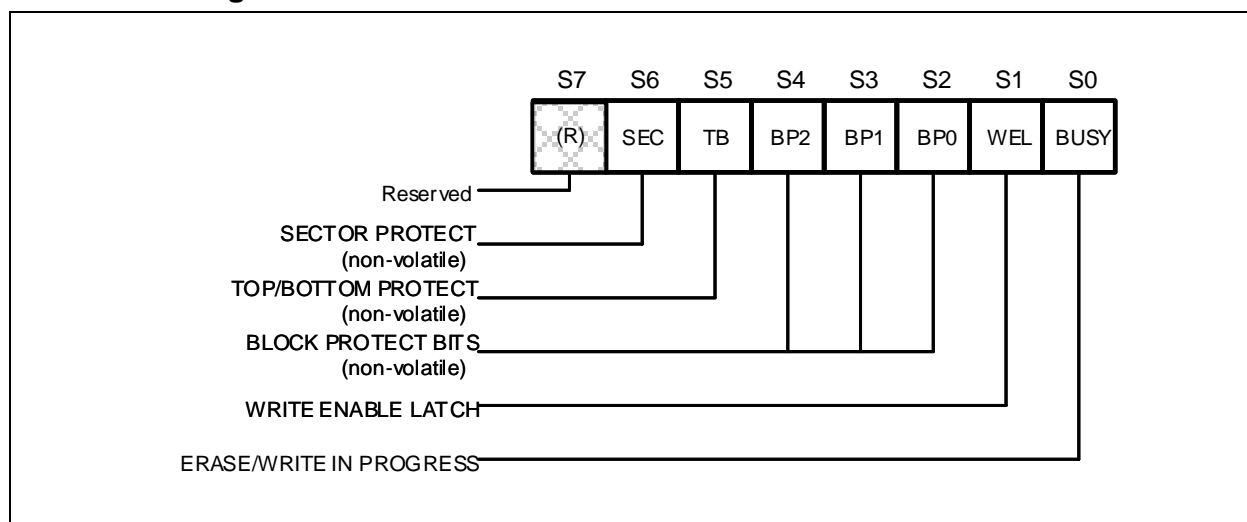 S7 S6 S5 S4 S3 S2 S1 S0
(R) SEC TB BP2 BP1 BP0 WEL BUSY
Reserved
SECTOR PROTECT
(non-volatile)
TOP/BOTTOM PROTECT
(non-volatile)
BLOCK PROTECT BITS
(non-volatile)
WRITE ENABLE LATCH
ERASE/WRITE IN PROGRESS